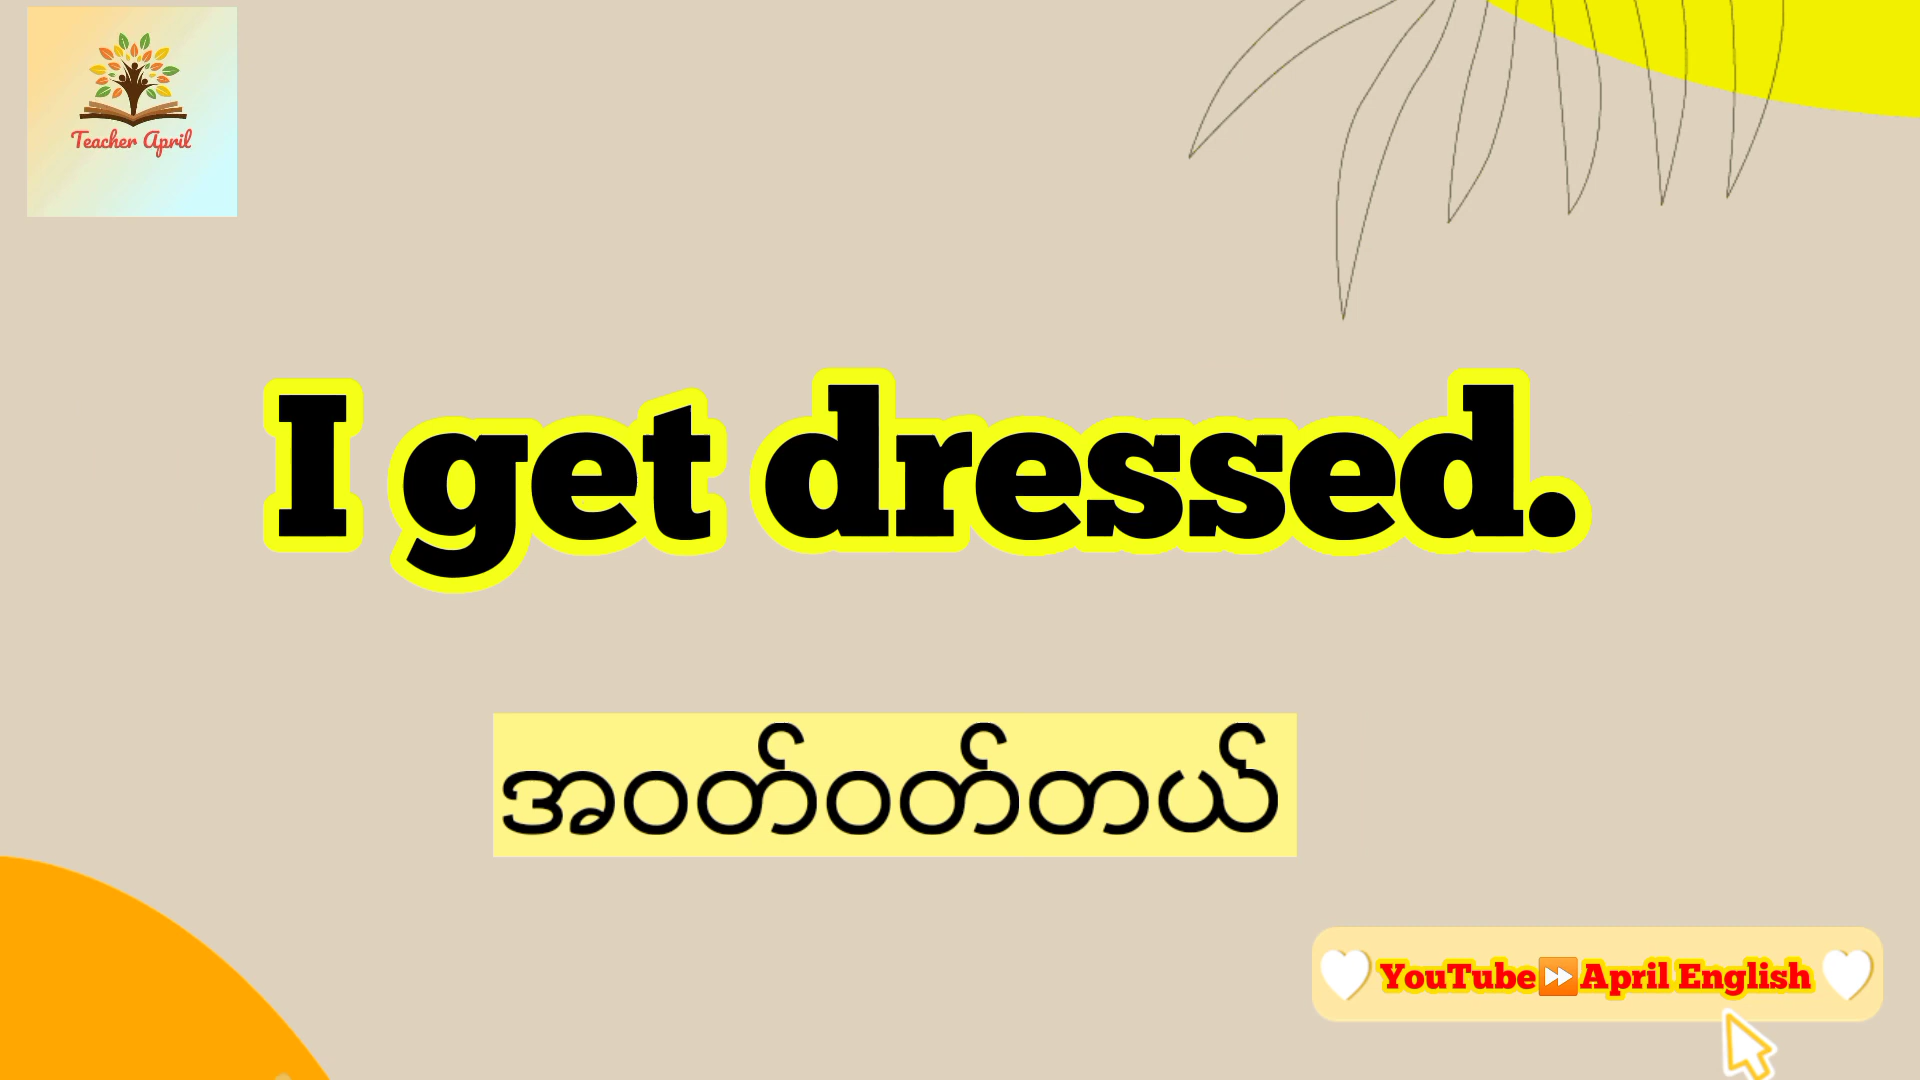 Teacher April
I get dressed.
အဝတ်ဝတ်တယ်
YouTube⏩April English